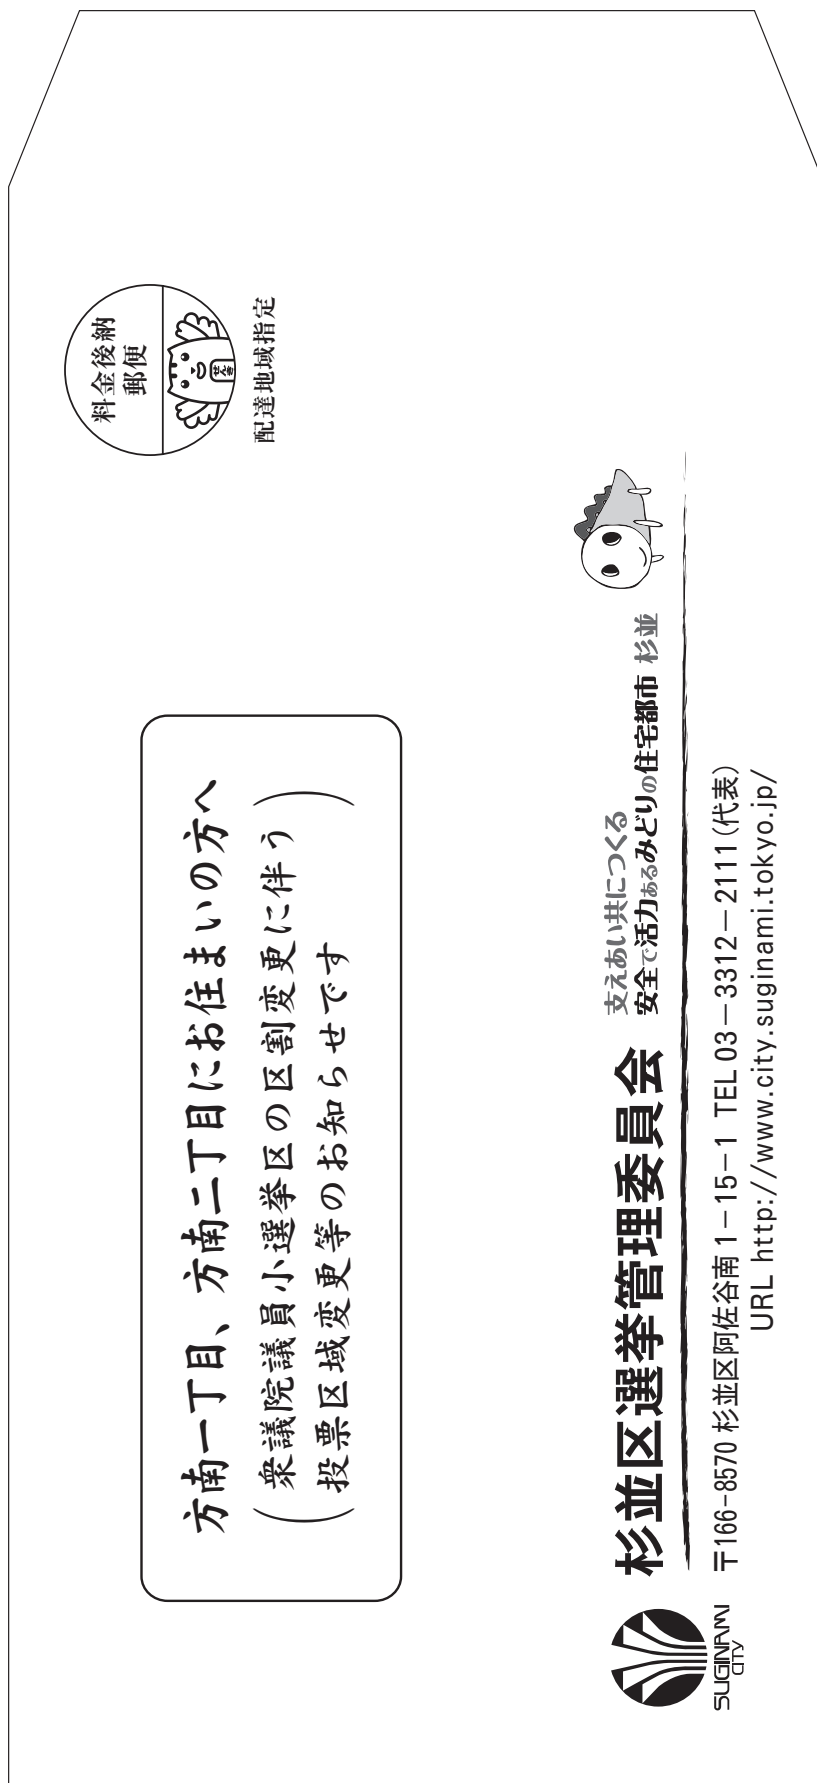 料金後納
郵便
せんきょ
配達地域指定
方南一丁目、方南二丁目にお住まいの方へ
（衆議院議員小選挙区の区割変更に伴う
投票区域変更等のお知らせです）
杉並区選挙管理委員会
支えあい共につくる
安全で活力あるみどりの住宅都市 杉並
〒166-8570 杉並区阿佐谷南1－15－1 TEL 03－3312－2111(代表)
URL http://www.city.suginami.tokyo.jp/
SUGINAMI
CITY